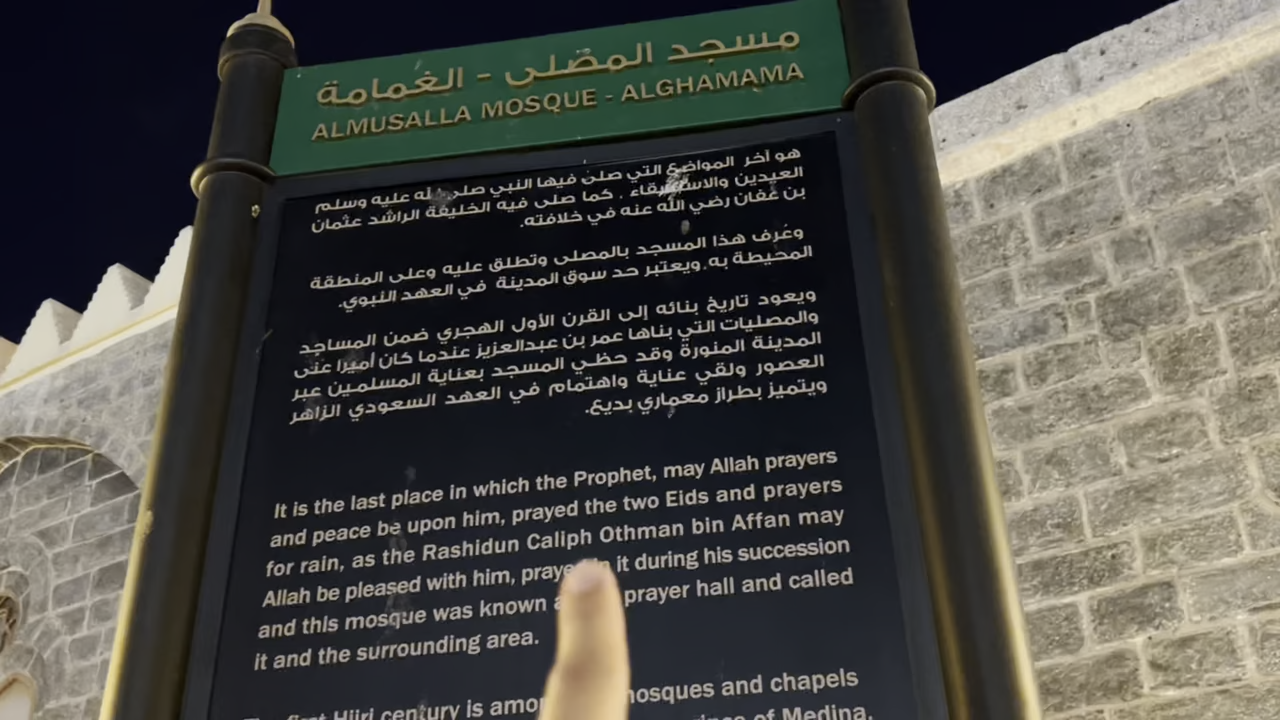 مسجد المصلى - الغمامة
ALMUSALLA MOSQUE - ALGHAMAMA
هو آخر المواضع التي صلى فيها النبي صلى الله عليه وسلم
العيدين والاستسقاء ، كما صلى فيه الخليفة الراشد عثمان
بن عفان رضي الله عنه في خلافته.
وعُرف هذا المسجد بالمصلى وتطلق عليه وعلى المنطقة
المحيطة به، ويعتبر حد سوق المدينة في العهد النبوي.
ويعود تاريخ بنائه إلى القرن الأول الهجري ضمن المساجد
والمصليات التي بناها عمر بن عبدالعزيز عندما كان أميرا على
المدينة المنورة وقد حظي المسجد بعناية المسلمين عبر
العصور ولقي عناية واهتمام في العهد السعودي الزاهر
ويتميز بطراز معماري بديع.
It is the last place in which the Prophet, may Allah prayers
and peace be upon him, prayed the two Eids and prayers
for rain, as the Rashidun Caliph Othman bin Affan may
Allah be pleased with him, prayed in it during his succession
and this mosque was known prayer hall and called
it and the surrounding area.
first Hijri century is among mosques and chapels
of Medina.